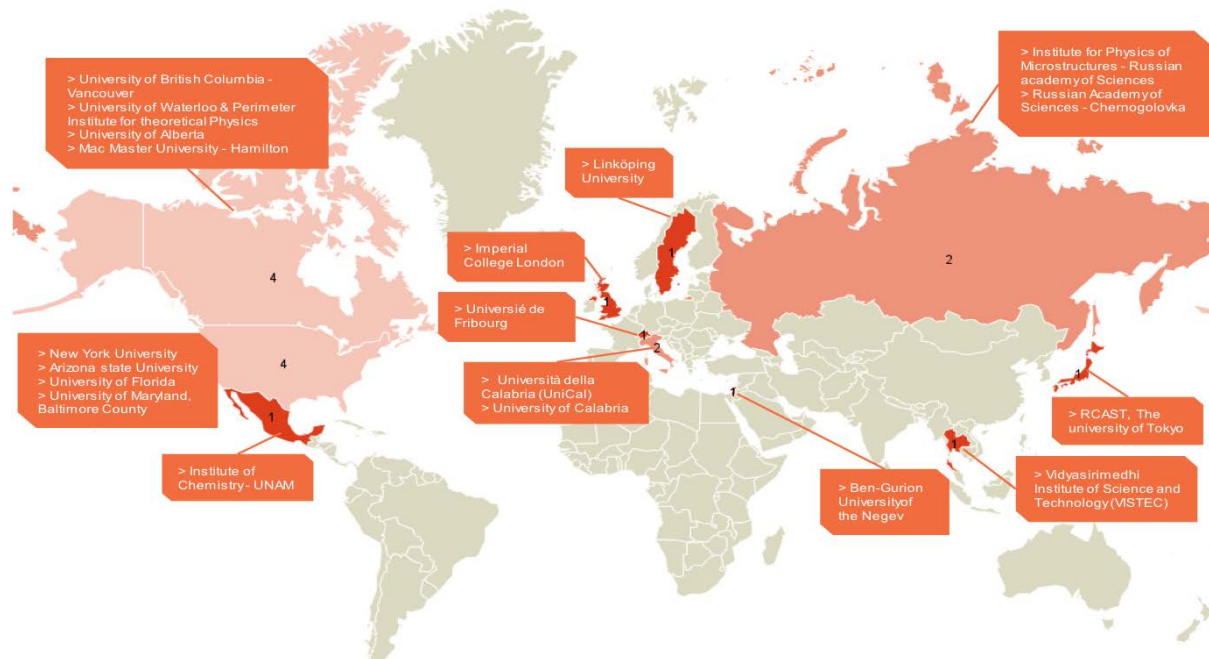 > University of British Columbia -
Vancouver
> University of Waterloo & Perimeter
Institute for theoretical Physics
> University of Alberta
> Mac Master University - Hamilton
> Institute for Physics of
Microstructures - Russian
academy of Sciences
> Russian Academy of
Sciences - Chernogolovka
> Linköping
University
> Imperial
College London
> Universié de
Fribourg
> Università della
Calabria (UniCal)
> University of Calabria
> New York University
> Arizona state University
> University of Florida
> University of Maryland,
Baltimore County
> Institute of
Chemistry - UNAM
> Ben-Gurion
Universityof
the Negev
> RCAST, The
university of Tokyo
> Vidyasirimedhi
Institute of Science and
Technology (VISTEC)
4
4
1
1
1
1
2
1
2
1
1